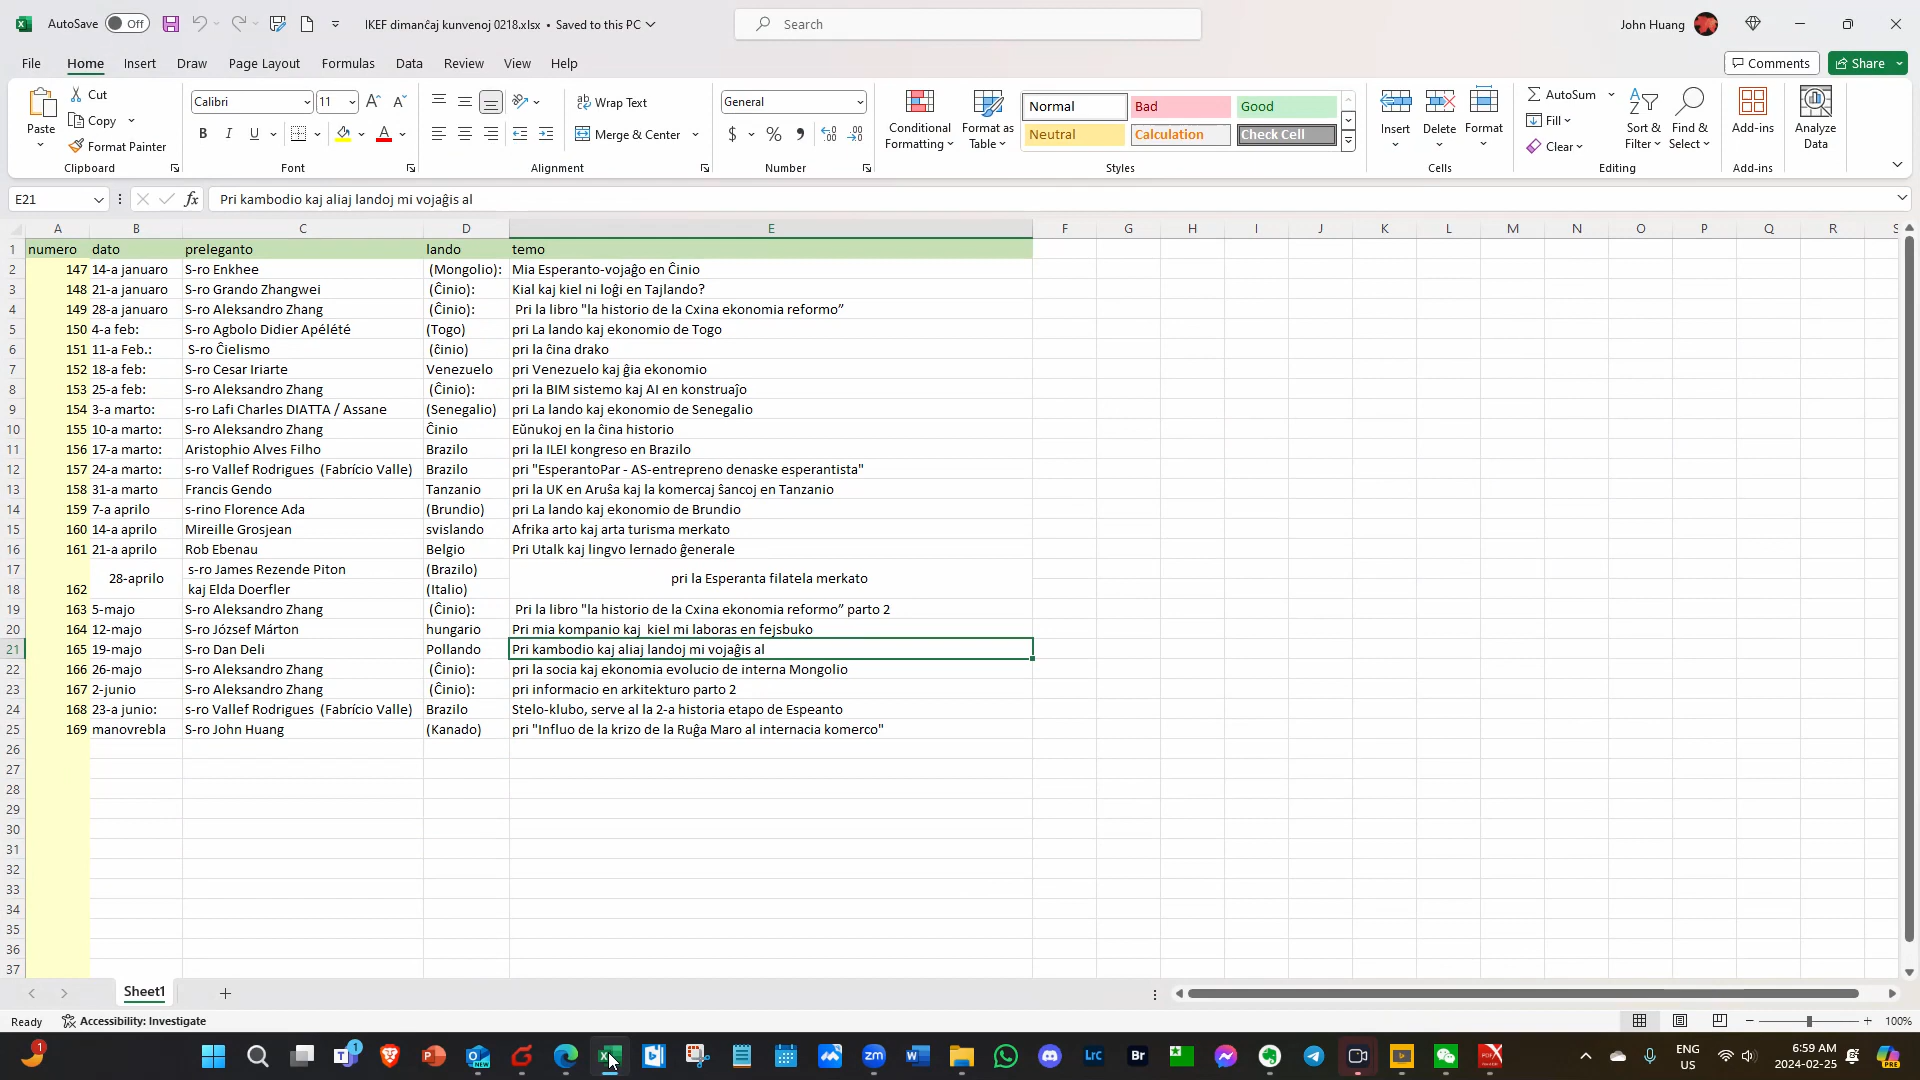 AutoSave Off IKEF dimanĉaj kunvenoj 0218.xlsx • Saved to this PC Search John Huang
File Home Insert Draw Page Layout Formulas Data Review View Help Comments Share
Paste Cut Copy Format Painter Clipboard
Calibri 11 B I U Font
Wrap Text Merge & Center Alignment
General $ % Number
Conditional Formatting Format as Table Normal Bad Good Neutral Calculation Check Cell Styles
Insert Delete Format Cells
AutoSum Fill Clear Sort & Filter Find & Select Editing
Add-ins Add-ins Analyze Data
E21 fx Pri kambodio kaj aliaj landoj mi vojaĝis al
A B C D E F G H I J K L M N O P Q R S
1 numero dato preleganto lando temo
2 147 14-a januaro S-ro Enkhee (Mongolio): Mia Esperanto-vojaĝo en Ĉinio
3 148 21-a januaro S-ro Grando Zhangwei (Ĉinio): Kial kaj kiel ni loĝi en Tajlando?
4 149 28-a januaro S-ro Aleksandro Zhang (Ĉinio): Pri la libro "la historio de la Cxina ekonomia reformo”
5 150 4-a feb: S-ro Agbolo Didier Apélété (Togo) pri La lando kaj ekonomio de Togo
6 151 11-a Feb.: S-ro Ĉielismo (ĉinio) pri la ĉina drako
7 152 18-a feb: S-ro Cesar Iriarte Venezuelo pri Venezuelo kaj ĝia ekonomio
8 153 25-a feb: S-ro Aleksandro Zhang (Ĉinio): pri la BIM sistemo kaj AI en konstruaĵo
9 154 3-a marto: s-ro Lafi Charles DIATTA / Assane (Senegalio) pri La lando kaj ekonomio de Senegalio
10 155 10-a marto: S-ro Aleksandro Zhang Ĉinio Eŭnukoj en la ĉina historio
11 156 17-a marto: Aristophio Alves Filho Brazilo pri la ILEI kongreso en Brazilo
12 157 24-a marto: s-ro Vallef Rodrigues (Fabrício Valle) Brazilo pri "EsperantoPar - AS-entrepreno denaske esperantista"
13 158 31-a marto Francis Gendo Tanzanio pri la UK en Aruŝa kaj la komercaj ŝancoj en Tanzanio
14 159 7-a aprilo s-rino Florence Ada (Brundio) pri La lando kaj ekonomio de Brundio
15 160 14-a aprilo Mireille Grosjean svislando Afrika arto kaj arta turisma merkato
16 161 21-a aprilo Rob Ebenau Belgio Pri Utalk kaj lingvo lernado ĝenerale
17 28-aprilo s-ro James Rezende Piton (Brazilo) pri la Esperanta filatela merkato
18 162 kaj Elda Doerfler (Italio)
19 163 5-majo S-ro Aleksandro Zhang (Ĉinio): Pri la libro "la historio de la Cxina ekonomia reformo” parto 2
20 164 12-majo S-ro József Márton hungario Pri mia kompanio kaj kiel mi laboras en fejsbuko
21 165 19-majo S-ro Dan Deli Pollando Pri kambodio kaj aliaj landoj mi vojaĝis al
22 166 26-majo S-ro Aleksandro Zhang (Ĉinio): pri la socia kaj ekonomia evolucio de interna Mongolio
23 167 2-junio S-ro Aleksandro Zhang (Ĉinio): pri informacio en arkitekturo parto 2
24 168 23-a junio: s-ro Vallef Rodrigues (Fabrício Valle) Brazilo Stelo-klubo, serve al la 2-a historia etapo de Espeanto
25 169 manovrebla S-ro John Huang (Kanado) pri "Influo de la krizo de la Ruĝa Maro al internacia komerco"
26
27
28
29
30
31
32
33
34
35
36
37
Sheet1
Ready Accessibility: Investigate 100%
1 1 zm Lrc Br ENG US 6:59 AM 2024-02-25